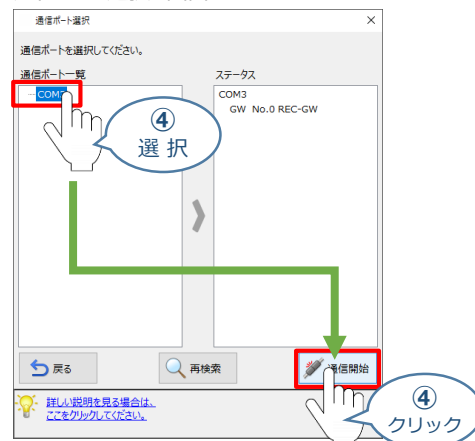 通信ポート選択
通信ポートを選択してください。
通信ポート一覧
ステータス
COM3
COM3
GW No.0 REC-GW
④
選 択
戻る
再検索
通信開始
詳しい説明を見る場合は、
ここをクリックしてください。
④
クリック